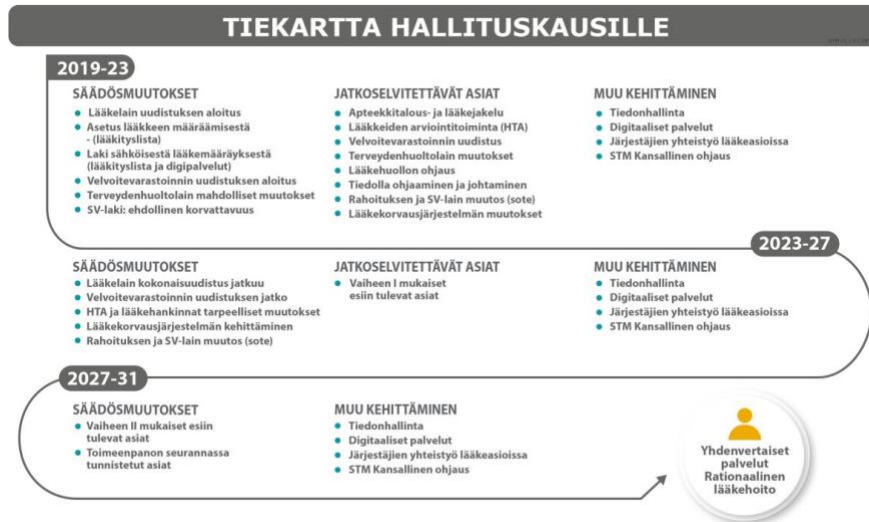 TIEKARTTA HALLITUSKAUSILLE
2019-23
SÄÄDÖSMUUTOKSET
Lääkelain uudistuksen aloitus
Asetus lääkkeen määräämisestä
- (lääkityslista)
Laki sähköisestä lääkemääräyksestä
(lääkityslista ja digipalvelut)
Velvoitevarastoinnin uudistuksen aloitus
Terveydenhuoltolain mahdolliset muutokset
SV-laki: ehdollinen korvattavuus
JATKOSELVITETTÄVÄT ASIAT
Apteekkitalous- ja lääkejakelu
Lääkkeiden arviointitoiminta (HTA)
Velvoitevarastoinnin uudistus
Terveydenhuoltolain muutokset
Lääkehuollon ohjaus
Tiedolla ohjaaminen ja johtaminen
Rahoituksen ja SV-lain muutos (sote)
Lääkekorvausjärjestelmän muutokset
MUU KEHITTÄMINEN
Tiedonhallinta
Digitaaliset palvelut
Järjestäjien yhteistyö lääkeasioissa
STM Kansallinen ohjaus
2023-27
SÄÄDÖSMUUTOKSET
Lääkelain kokonaisuudistus jatkuu
Velvoitevarastoinnin uudistuksen jatko
HTA ja lääkehankinnat tarpeelliset muutokset
Lääkekorvausjärjestelmän kehittäminen
Rahoituksen ja SV-lain muutos (sote)
JATKOSELVITETTÄVÄT ASIAT
Vaiheen I mukaiset
esiin tulevat asiat
MUU KEHITTÄMINEN
Tiedonhallinta
Digitaaliset palvelut
Järjestäjien yhteistyö lääkeasioissa
STM Kansallinen ohjaus
2027-31
SÄÄDÖSMUUTOKSET
Vaiheen II mukaiset esiin
tulevat asiat
Toimeenpanon seurannassa
tunnistetut asiat
MUU KEHITTÄMINEN
Tiedonhallinta
Digitaaliset palvelut
Järjestäjien yhteistyö lääkeasioissa
STM Kansallinen ohjaus
Yhdenvertaiset
palvelut
Rationaalinen
lääkehoito